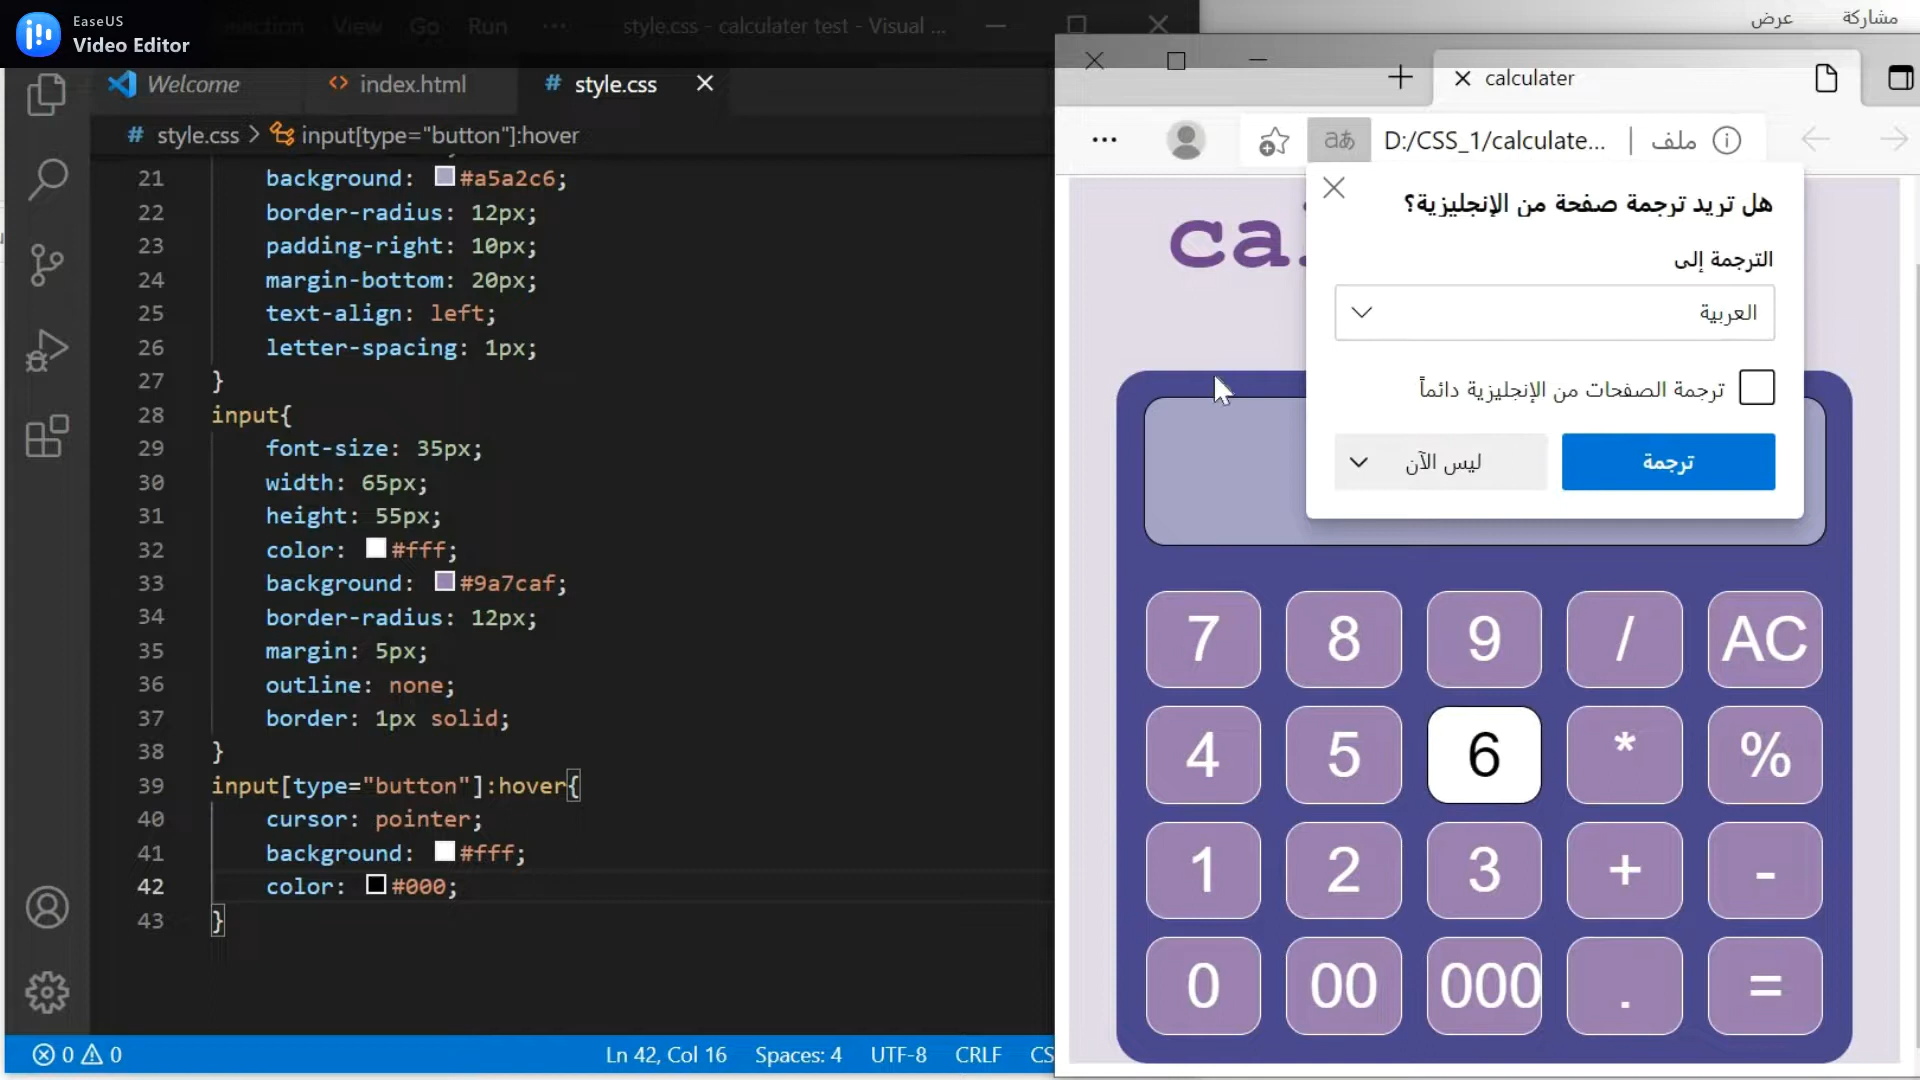 EaseUS
Video Editor
View Go Run ... style.css - calculater test - Visual ...
Welcome
index.html
# style.css
# style.css > input[type="button"]:hover
21 background: #a5a2c6;
22 border-radius: 12px;
23 padding-right: 10px;
24 margin-bottom: 20px;
25 text-align: left;
26 letter-spacing: 1px;
27 }
28 input{
29 font-size: 35px;
30 width: 65px;
31 height: 55px;
32 color: #fff;
33 background: #9a7caf;
34 border-radius: 12px;
35 margin: 5px;
36 outline: none;
37 border: 1px solid;
38 }
39 input[type="button"]:hover{
40 cursor: pointer;
41 background: #fff;
42 color: #000;
43 }
0 0
Ln 42, Col 16 Spaces: 4 UTF-8 CRLF
مشاركة
عرض
calculater
ملف | D:/CSS_1/calculate...
aあ
هل تريد ترجمة صفحة من الإنجليزية؟
الترجمة إلى
العربية
ترجمة الصفحات من الإنجليزية دائماً
ترجمة
ليس الآن
7 8 9 / AC
4 5 6 * %
1 2 3 + -
0 00 000 . =